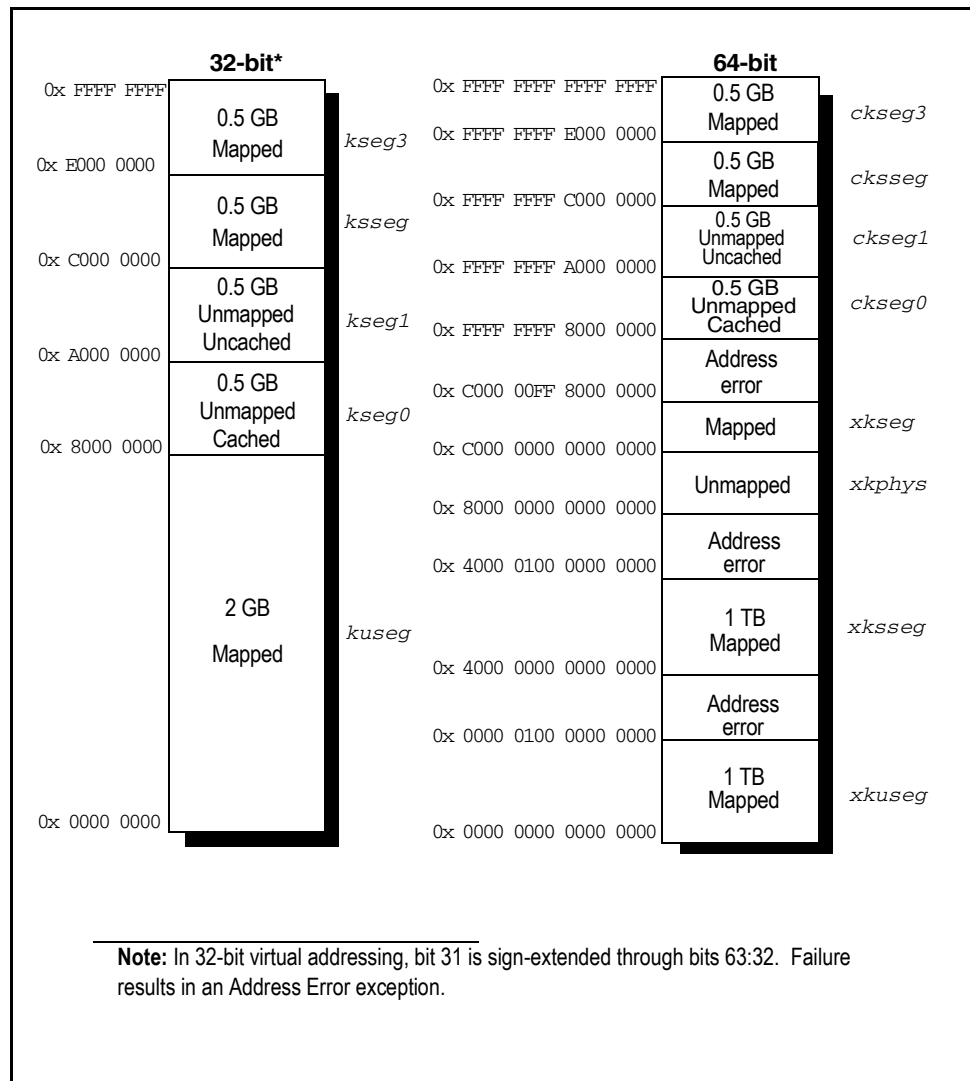 32-bit*
0x FFFF FFFF
0.5 GB
Mapped
kseg3
0x E000 0000
0.5 GB
Mapped
ksseg
0x C000 0000
0.5 GB
Unmapped
Uncached
kseg1
0x A000 0000
0.5 GB
Unmapped
Cached
kseg0
0x 8000 0000
2 GB
Mapped
kuseg
0x 0000 0000
64-bit
0x FFFF FFFF FFFF FFFF
0.5 GB
Mapped
ckseg3
0x FFFF FFFF E000 0000
0.5 GB
Mapped
cksseg
0x FFFF FFFF C000 0000
0.5 GB
Unmapped
Uncached
ckseg1
0x FFFF FFFF A000 0000
0.5 GB
Unmapped
Cached
ckseg0
0x FFFF FFFF 8000 0000
Address
error
0x C000 00FF 8000 0000
Mapped
xkseg
0x C000 0000 0000 0000
Unmapped
xkphys
0x 8000 0000 0000 0000
Address
error
0x 4000 0100 0000 0000
1 TB
Mapped
xksseg
0x 4000 0000 0000 0000
Address
error
0x 0000 0100 0000 0000
1 TB
Mapped
xkuseg
0x 0000 0000 0000 0000
Note: In 32-bit virtual addressing, bit 31 is sign-extended through bits 63:32. Failure
results in an Address Error exception.